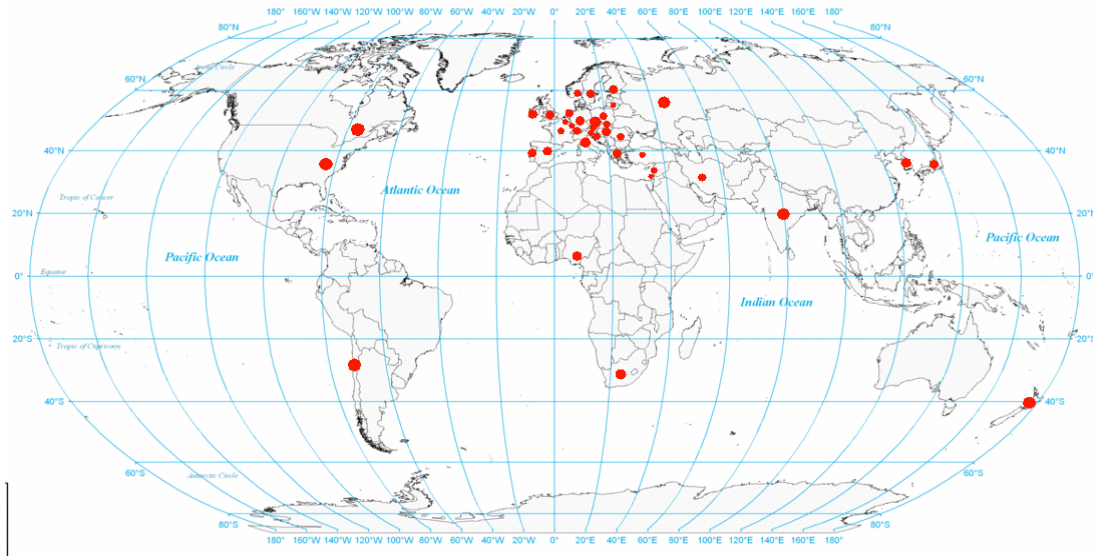 180° 160°W 140°W 120°W 100°W 80°W 60°W 40°W 20°W 0° 20°E 40°E 60°E 80°E 100°E 120°E 140°E 160°E 180°
80°N 80°N
Arctic Circle
60°N 60°N
40°N 40°N
Atlantic Ocean
Tropic of Cancer
20°N 20°N
Pacific Ocean Pacific Ocean
Equator
0° 0°
Indian Ocean
20°S 20°S
Tropic of Capricorn
40°S 40°S
60°S 60°S
Antarctic Circle
80°S 80°S
180° 160°W 140°W 120°W 100°W 80°W 60°W 40°W 20°W 0° 20°E 40°E 60°E 80°E 100°E 120°E 140°E 160°E 180°